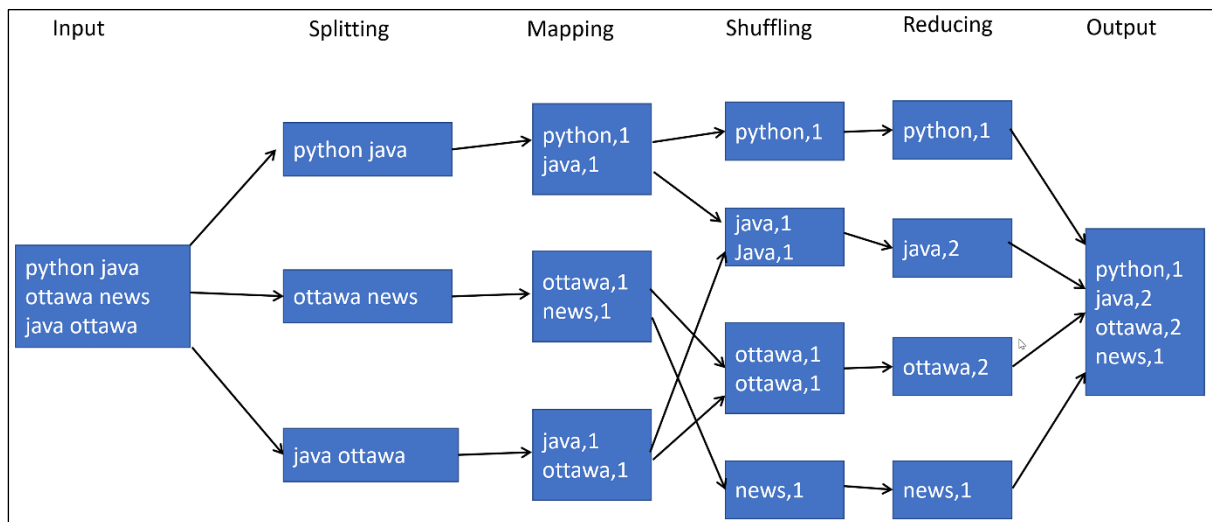 Input
Splitting
Mapping
Shuffling
Reducing
Output
python java
ottawa news
java ottawa
python java
ottawa news
java ottawa
python,1
java,1
ottawa,1
news,1
java,1
ottawa,1
python,1
java,1
Java,1
ottawa,1
ottawa,1
news,1
python,1
java,2
ottawa,2
news,1
python,1
java,2
ottawa,2
news,1